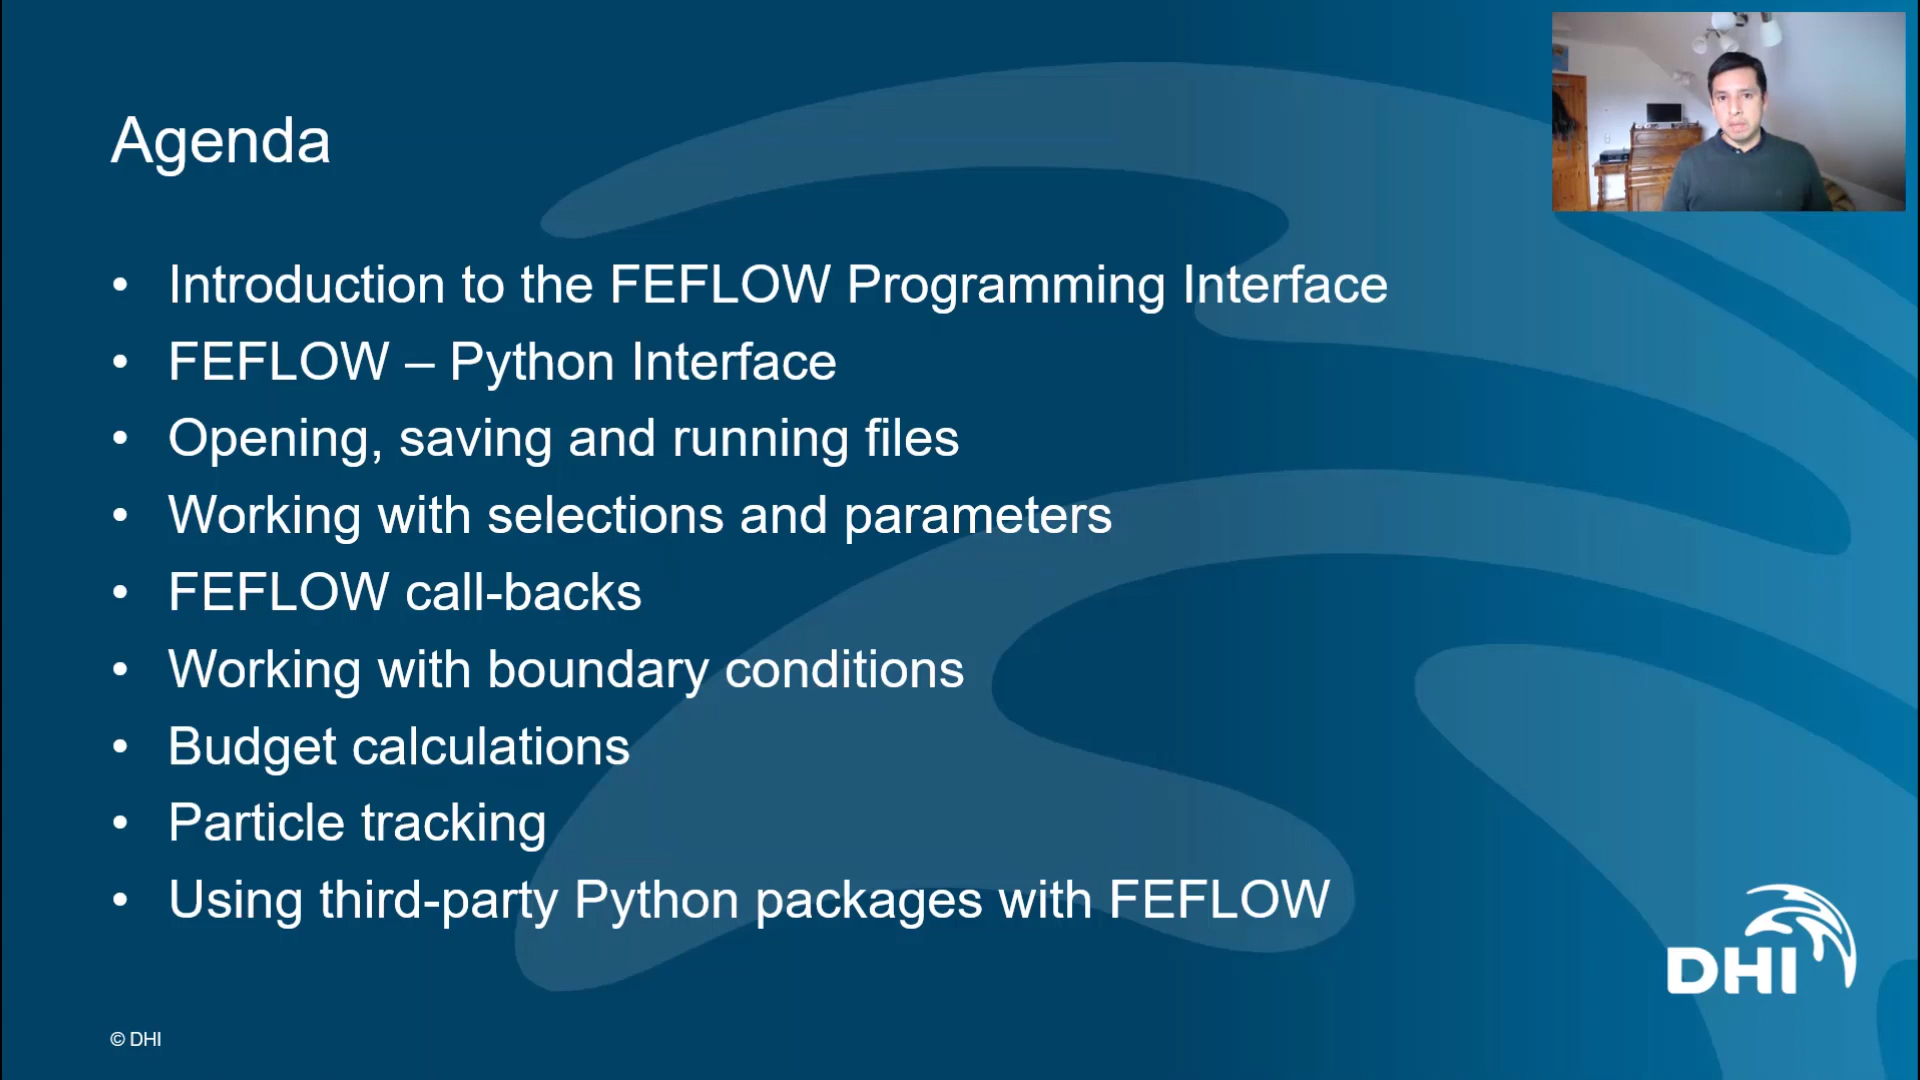 Agenda
• Introduction to the FEFLOW Programming Interface
• FEFLOW – Python Interface
• Opening, saving and running files
• Working with selections and parameters
• FEFLOW call-backs
• Working with boundary conditions
• Budget calculations
• Particle tracking
• Using third-party Python packages with FEFLOW
DHI
© DHI